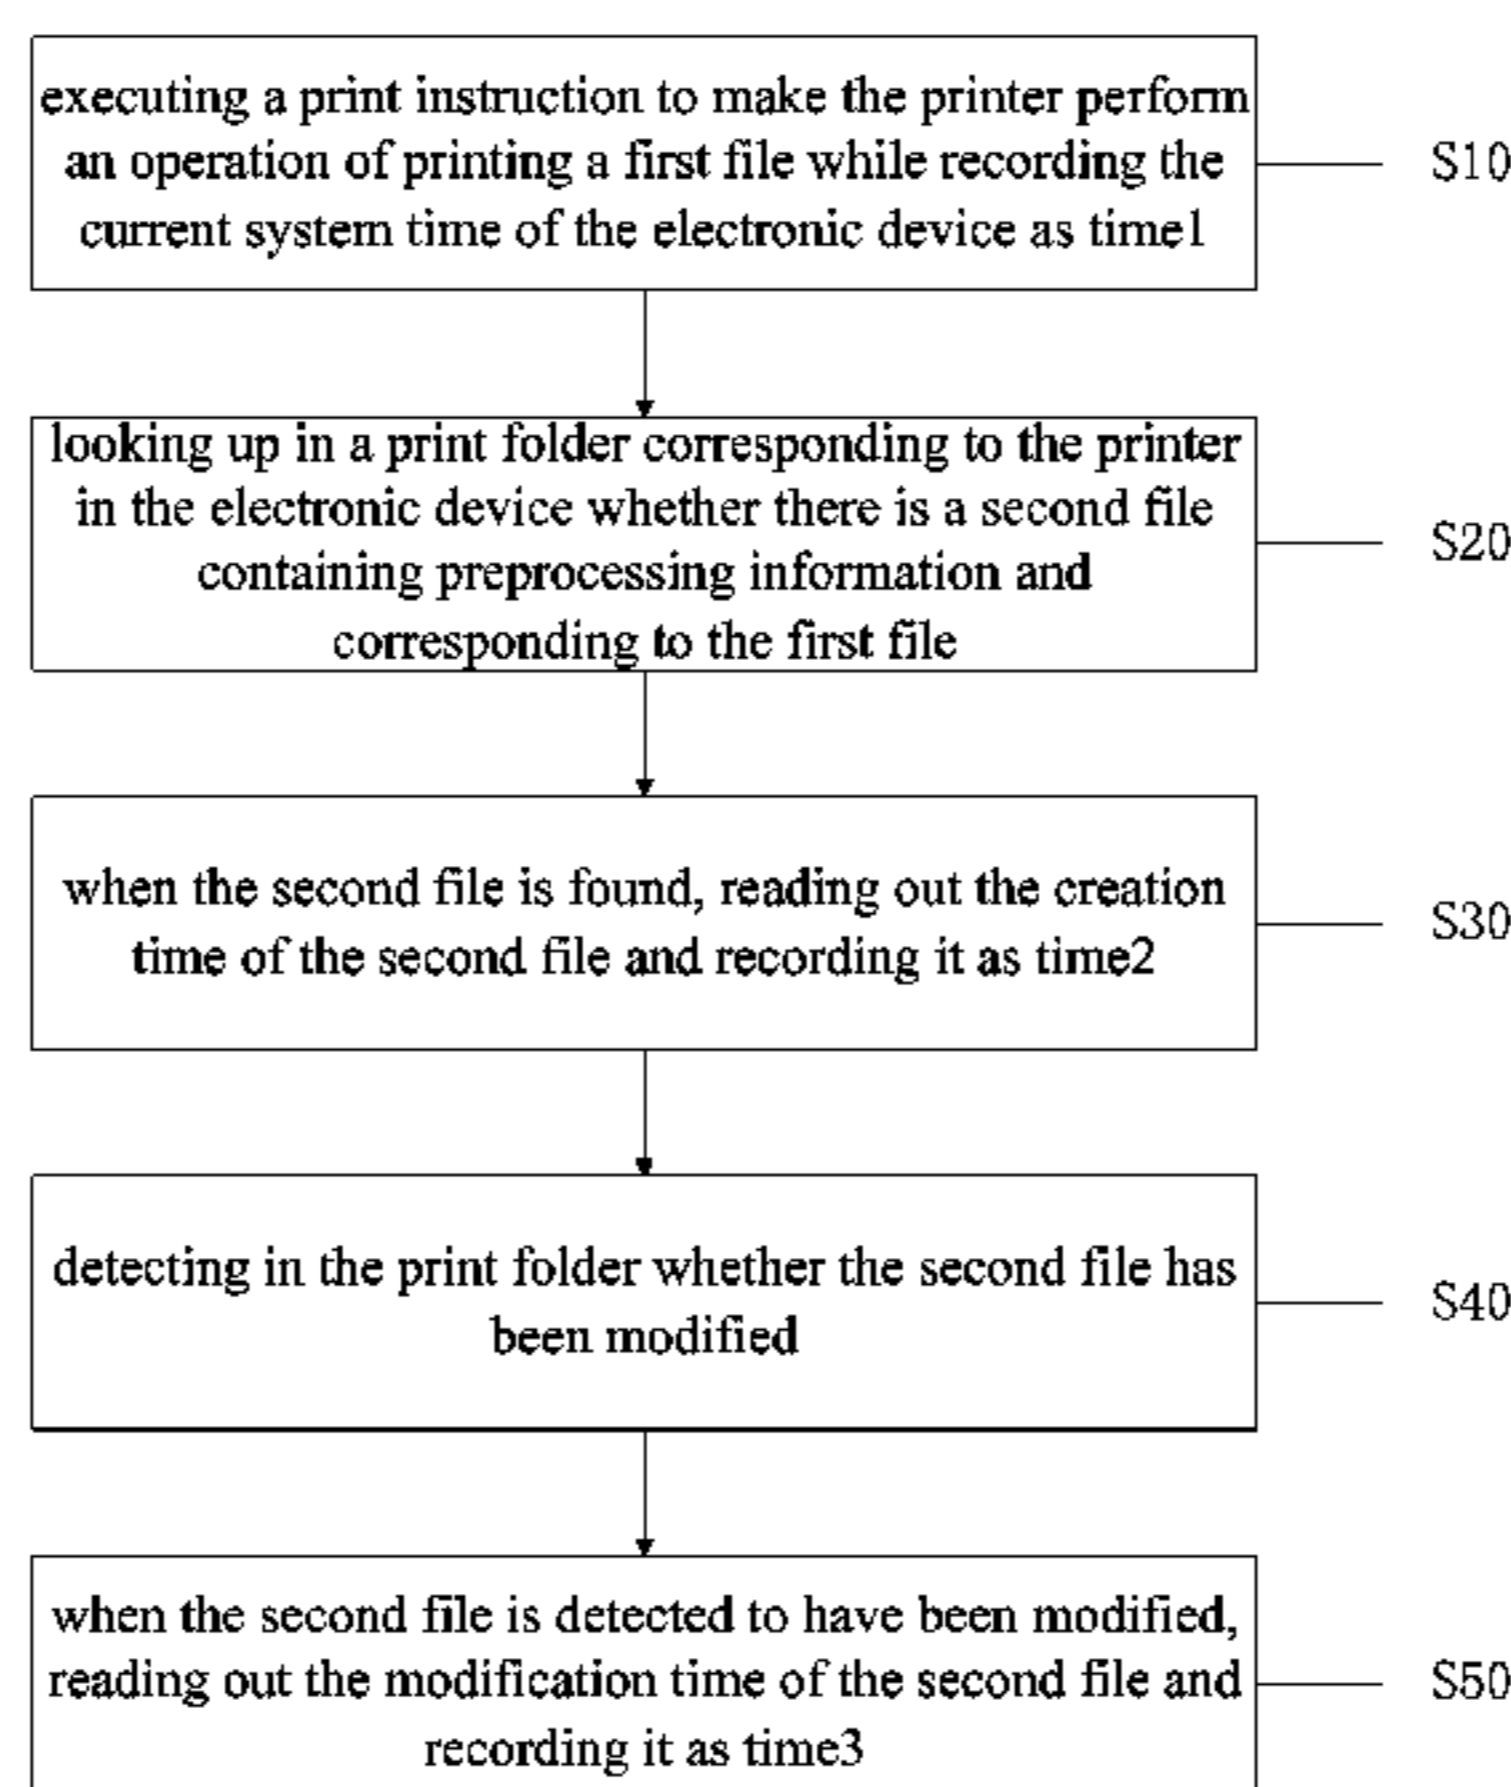 executing a print instruction to make the printer perform
an operation of printing a first file while recording the
current system time of the electronic device as time1
S10
looking up in a print folder corresponding to the printer
in the electronic device whether there is a second file
containing preprocessing information and
corresponding to the first file
S20
when the second file is found, reading out the creation
time of the second file and recording it as time2
S30
detecting in the print folder whether the second file has
been modified
S40
when the second file is detected to have been modified,
reading out the modification time of the second file and
recording it as time3
S50